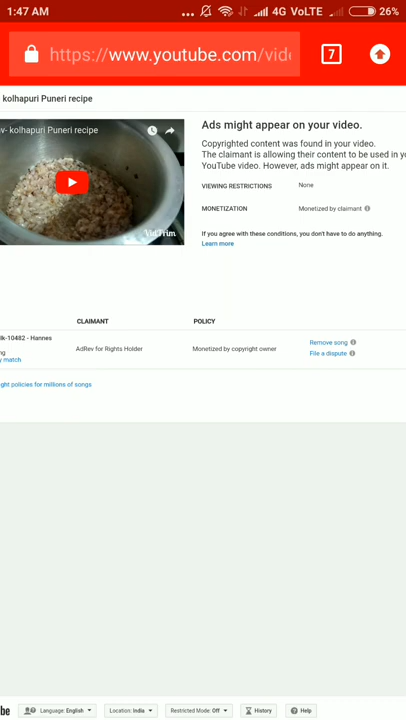 1:47 AM
4G VoLTE
26%
https://www.youtube.com/vide
7
kolhapuri Puneri recipe
v- kolhapuri Puneri recipe
VidTrim
Ads might appear on your video.
Copyrighted content was found in your video.
The claimant is allowing their content to be used in yo
YouTube video. However, ads might appear on it.
VIEWING RESTRICTIONS None
MONETIZATION Monetized by claimant
If you agree with these conditions, you don't have to do anything.
Learn more
CLAIMANT POLICY
lk-10482 - Hannes
ng
y match
AdRev for Rights Holder Monetized by copyright owner
Remove song
File a dispute
ght policies for millions of songs
be
Language: English
Location: India
Restricted Mode: Off
History
Help